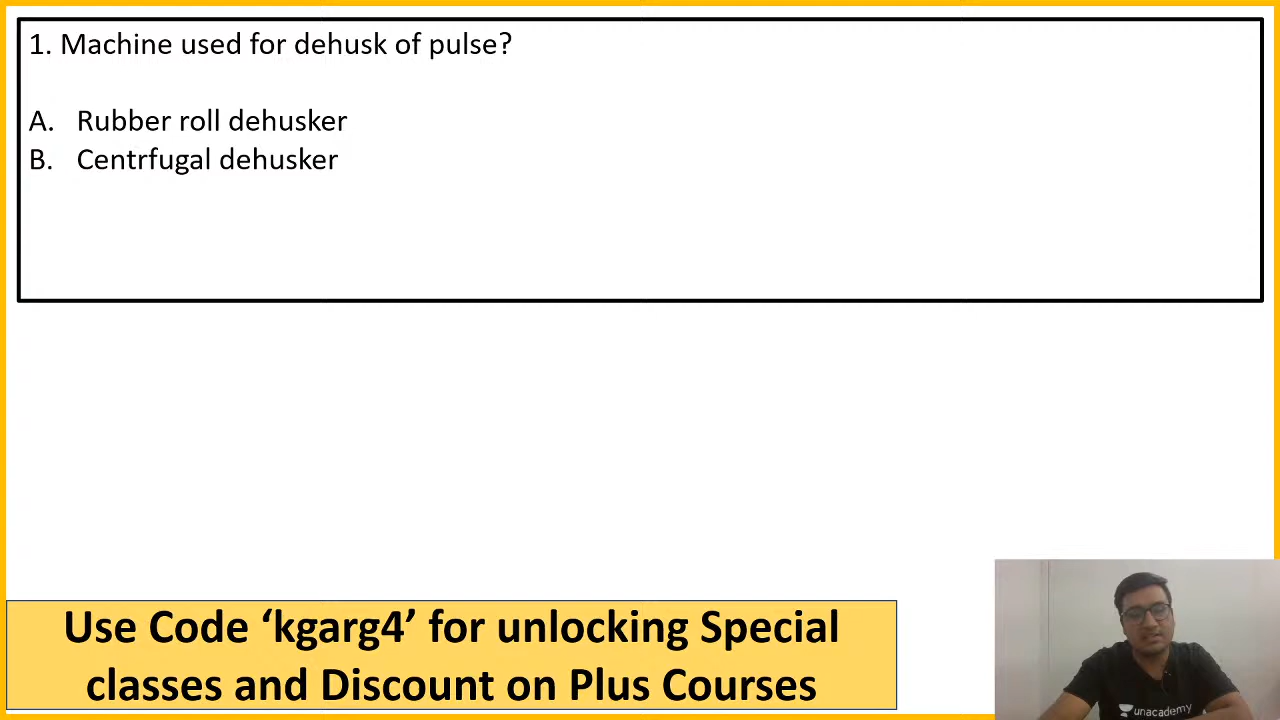 1. Machine used for dehusk of pulse?
A. Rubber roll dehusker
B. Centrfugal dehusker
Use Code ‘kgarg4’ for unlocking Special
classes and Discount on Plus Courses
unacademy